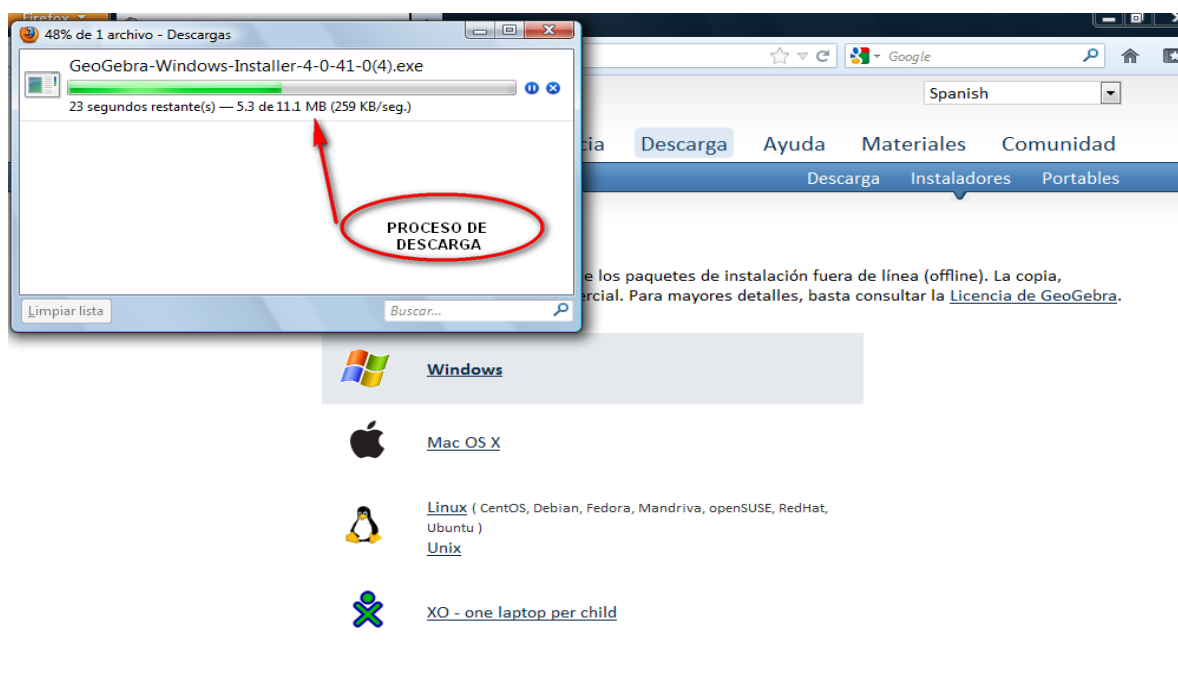 Firefox
48% de 1 archivo - Descargas
GeoGebra-Windows-Installer-4-0-41-0(4).exe
23 segundos restante(s) — 5.3 de 11.1 MB (259 KB/seg.)
PROCESO DE
DESCARGA
Limpiar lista
Buscar...
Google
Spanish
cia Descarga Ayuda Materiales Comunidad
Descarga Instaladores Portables
e los paquetes de instalación fuera de línea (offline). La copia,
ercial. Para mayores detalles, basta consultar la Licencia de GeoGebra.
Windows
Mac OS X
Linux ( CentOS, Debian, Fedora, Mandriva, openSUSE, RedHat,
Ubuntu )
Unix
XO - one laptop per child